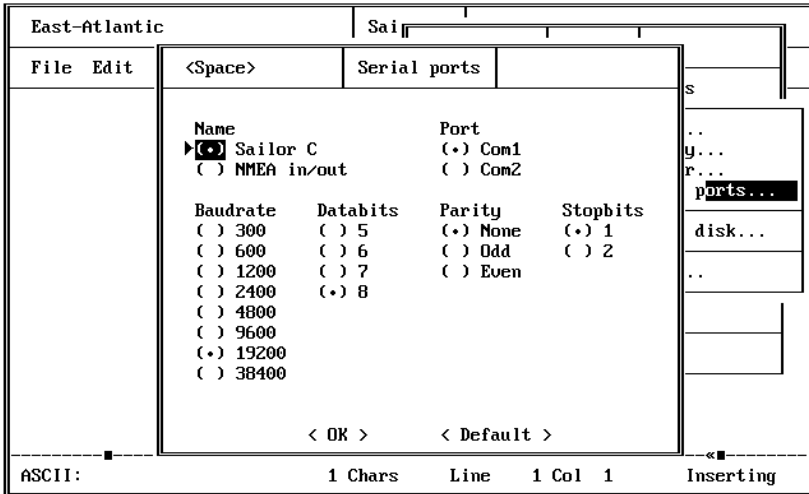 East-Atlantic Sai
File Edit <Space> Serial ports s
Name Port ..
(•) Sailor C (•) Com1 y...
( ) NMEA in/out ( ) Com2 r...
ports...
Baudrate Databits Parity Stopbits
( ) 300 ( ) 5 (•) None (•) 1 disk...
( ) 600 ( ) 6 ( ) Odd ( ) 2
( ) 1200 ( ) 7 ( ) Even ..
( ) 2400 (•) 8
( ) 4800
( ) 9600
(•) 19200
( ) 38400
< OK > < Default >
ASCII: 1 Chars Line 1 Col 1 Inserting